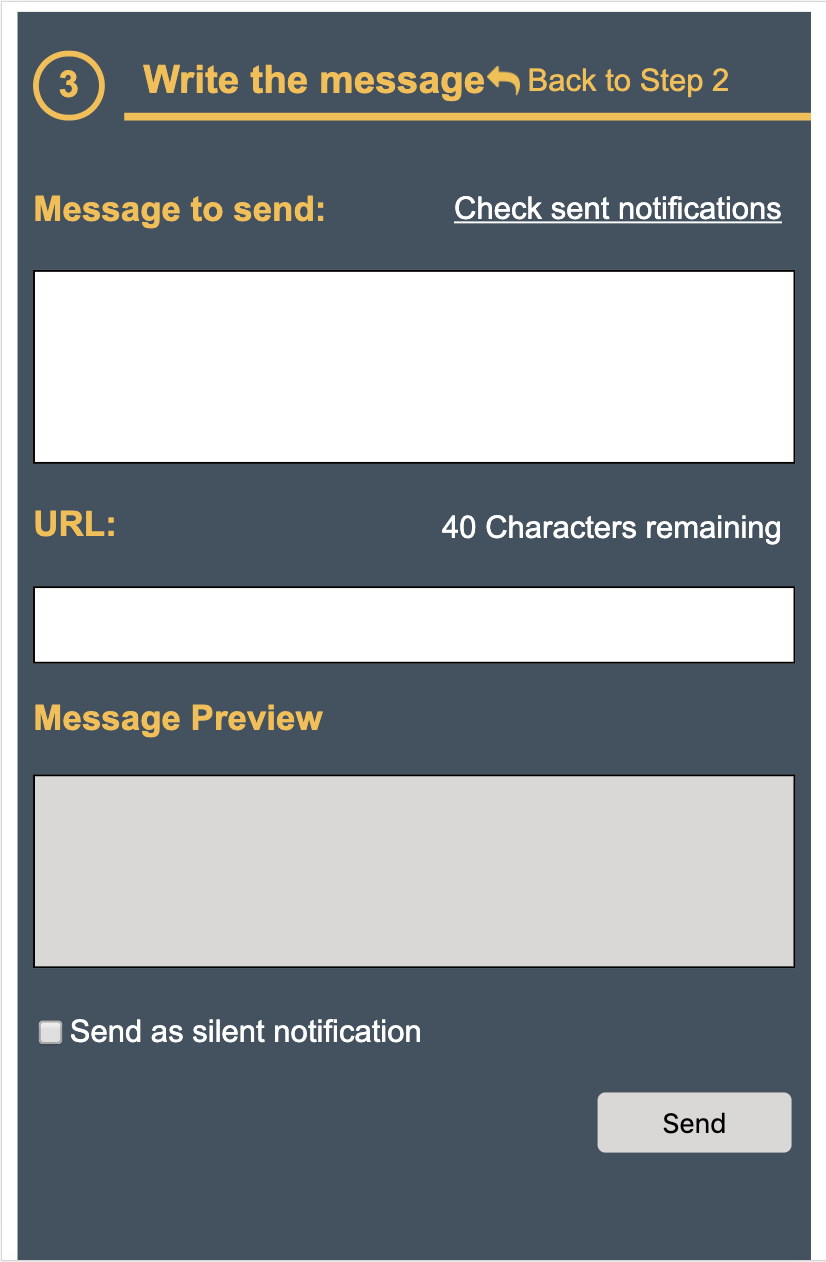 3 Write the message Back to Step 2
Message to send: Check sent notifications
URL: 40 Characters remaining
Message Preview
Send as silent notification
Send